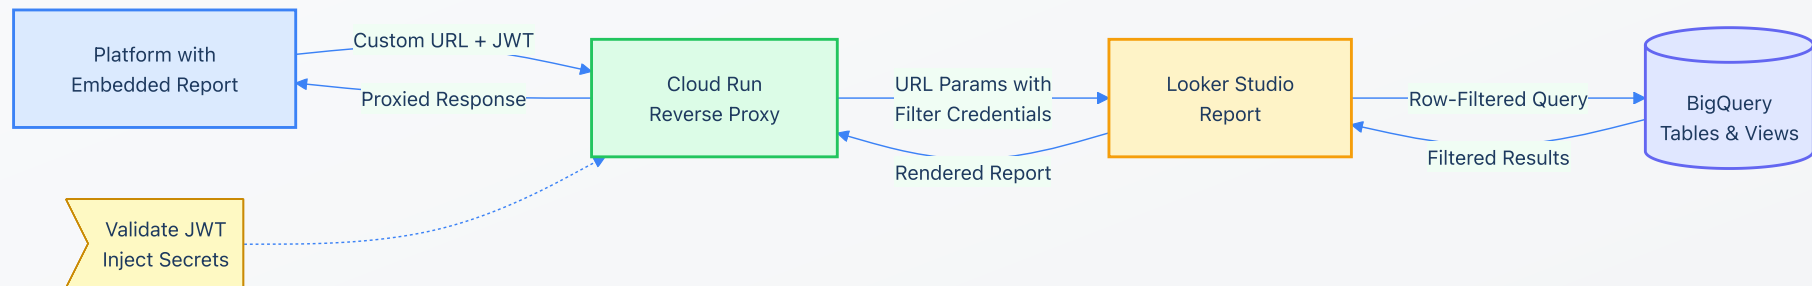 Platform with
Embedded Report
Custom URL + JWT
Proxied Response
Cloud Run
Reverse Proxy
URL Params with
Filter Credentials
Rendered Report
Looker Studio
Report
Row-Filtered Query
Filtered Results
BigQuery
Tables & Views
Validate JWT
Inject Secrets